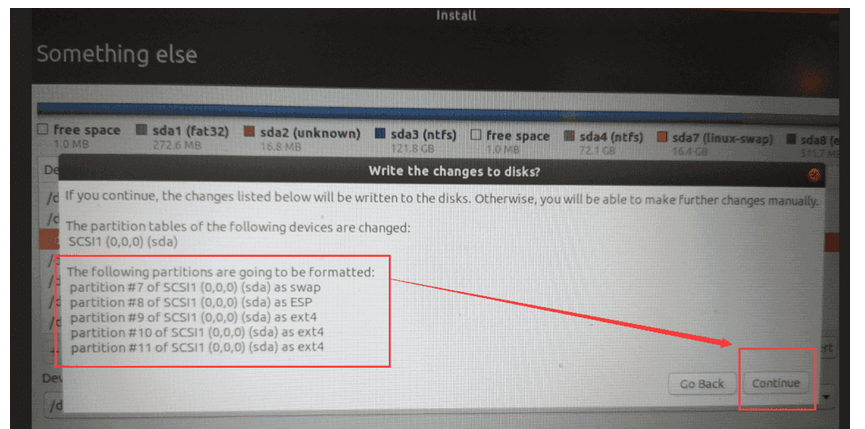 Install
Something else
free space sda1 (fat32) sda2 (unknown) sda3 (ntfs) free space sda4 (ntfs) sda7 (linux-swap) sda8 (e
1.0 MB 272.6 MB 16.8 MB 121.8 GB 1.0 MB 72.1 GB 16.4 GB 511.7 MB
Write the changes to disks?
De
If you continue, the changes listed below will be written to the disks. Otherwise, you will be able to make further changes manually.
/d
The partition tables of the following devices are changed:
SCSI1 (0,0,0) (sda)
The following partitions are going to be formatted:
partition #7 of SCSI1 (0,0,0) (sda) as swap
partition #8 of SCSI1 (0,0,0) (sda) as ESP
partition #9 of SCSI1 (0,0,0) (sda) as ext4
partition #10 of SCSI1 (0,0,0) (sda) as ext4
partition #11 of SCSI1 (0,0,0) (sda) as ext4
Dev
Go Back Continue
/d